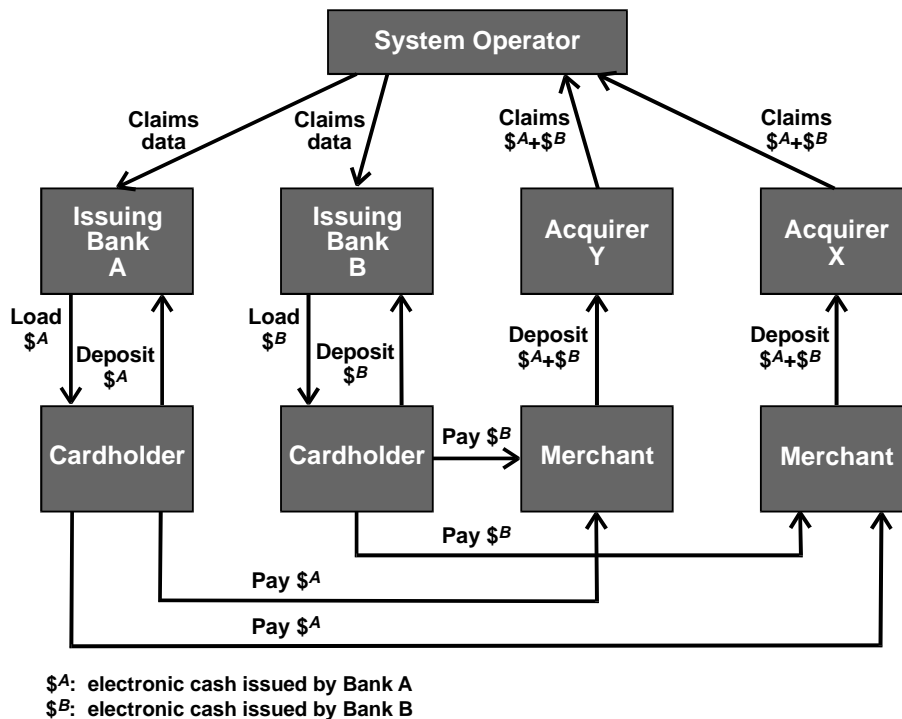 System Operator
Claims
data
Claims
data
Claims
$A+$B
Claims
$A+$B
Issuing
Bank
A
Issuing
Bank
B
Acquirer
Y
Acquirer
X
Load
$A
Deposit
$A
Load
$B
Deposit
$B
Deposit
$A+$B
Deposit
$A+$B
Cardholder
Cardholder
Pay $B
Merchant
Merchant
Pay $B
Pay $A
Pay $A
$A: electronic cash issued by Bank A
$B: electronic cash issued by Bank B